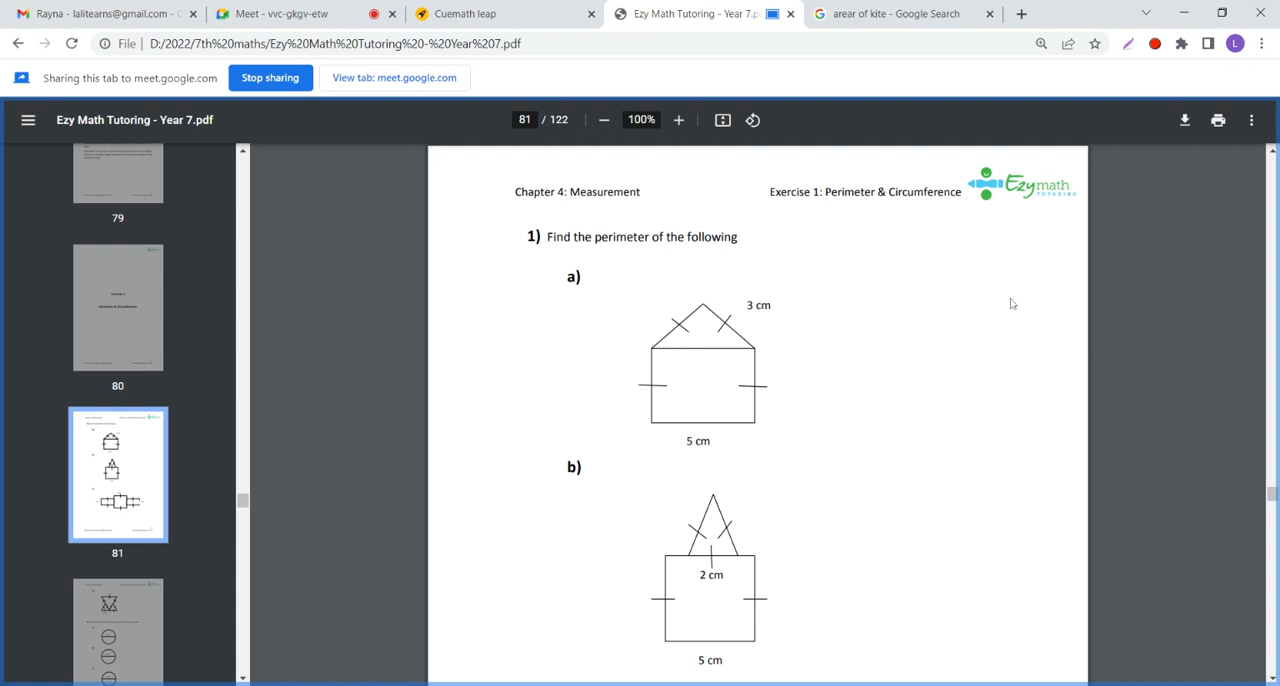 Rayna - lalitearns@gmail.com - G
Meet - vvc-gkgv-etw
Cuemath leap
Ezy Math Tutoring - Year 7.p
arear of kite - Google Search
File
D:/2022/7th%20maths/Ezy%20Math%20Tutoring%20-%20Year%207.pdf
L
Sharing this tab to meet.google.com
Stop sharing
View tab: meet.google.com
Ezy Math Tutoring - Year 7.pdf
81 / 122
100%
79
80
81
Chapter 4: Measurement
Exercise 1: Perimeter & Circumference
Ezymath
TUTORING
1) Find the perimeter of the following
a)
3 cm
5 cm
b)
2 cm
5 cm